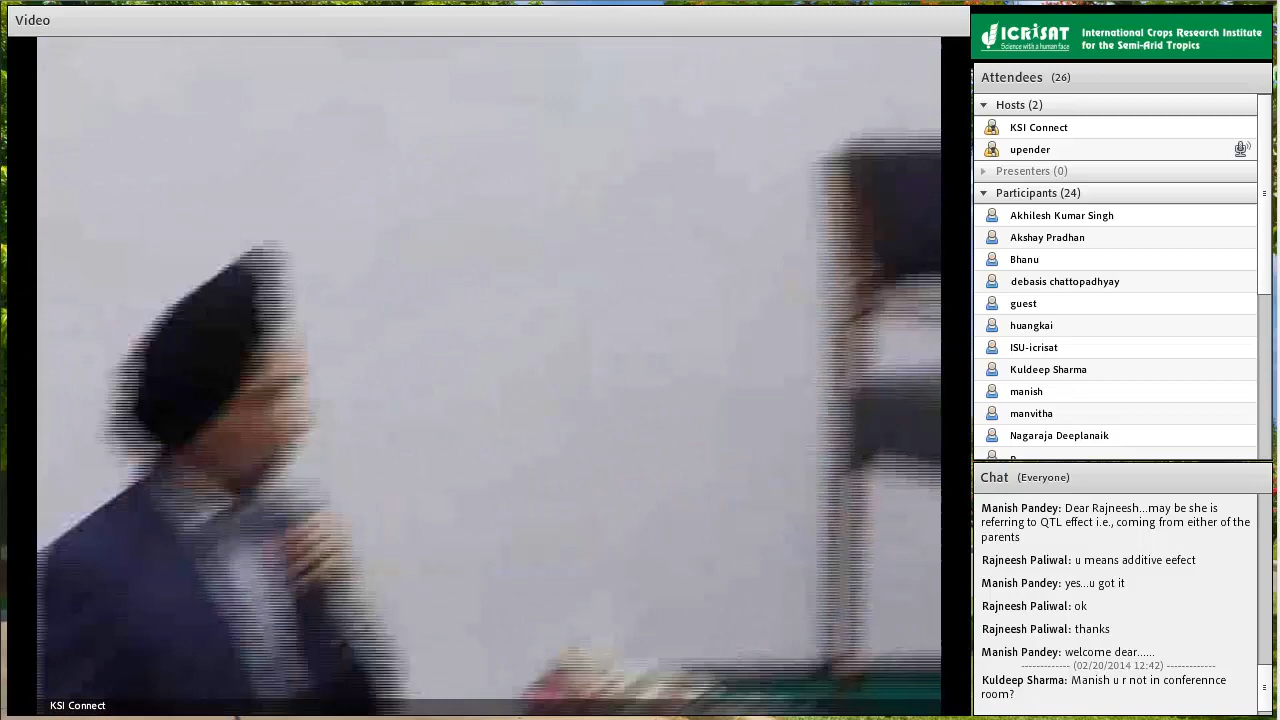 Video
ICRISAT
Science with a human face
International Crops Research Institute
for the Semi-Arid Tropics
Attendees (26)
Hosts (2)
KSI Connect
upender
Presenters (0)
Participants (24)
Akhilesh Kumar Singh
Akshay Pradhan
Bhanu
debasis chattopadhyay
guest
huangkai
ISU-icrisat
Kuldeep Sharma
manish
manvitha
Nagaraja Deeplanaik
Chat (Everyone)
Manish Pandey: Dear Rajneesh...may be she is
referring to QTL effect i.e., coming from either of the
parents
Rajneesh Paliwal: u means additive eefect
Manish Pandey: yes...u got it
Rajneesh Paliwal: ok
Rajneesh Paliwal: thanks
Manish Pandey: welcome dear......
------------- (02/20/2014 12:42) -------------
Kuldeep Sharma: Manish u r not in conferennce
room?
KSI Connect